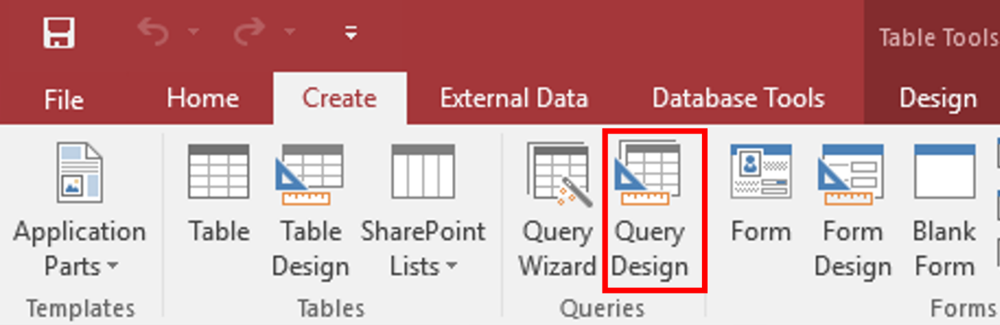 Table Tools
File Home Create External Data Database Tools Design
Application Table Table SharePoint Query Query Form Form Blank
Parts Design Lists Wizard Design Design Form
Templates Tables Queries Forms